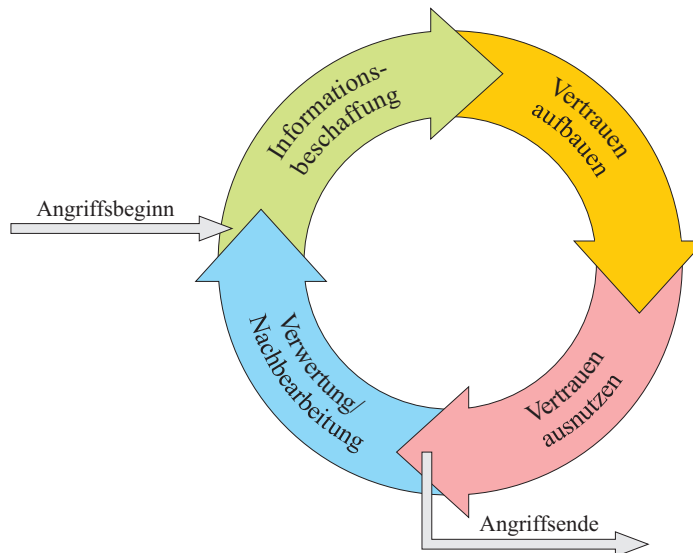 Informations-
beschaffung
Vertrauen
aufbauen
Angriffsbeginn
Verwertung/
Nachbearbeitung
Vertrauen
ausnutzen
Angriffsende